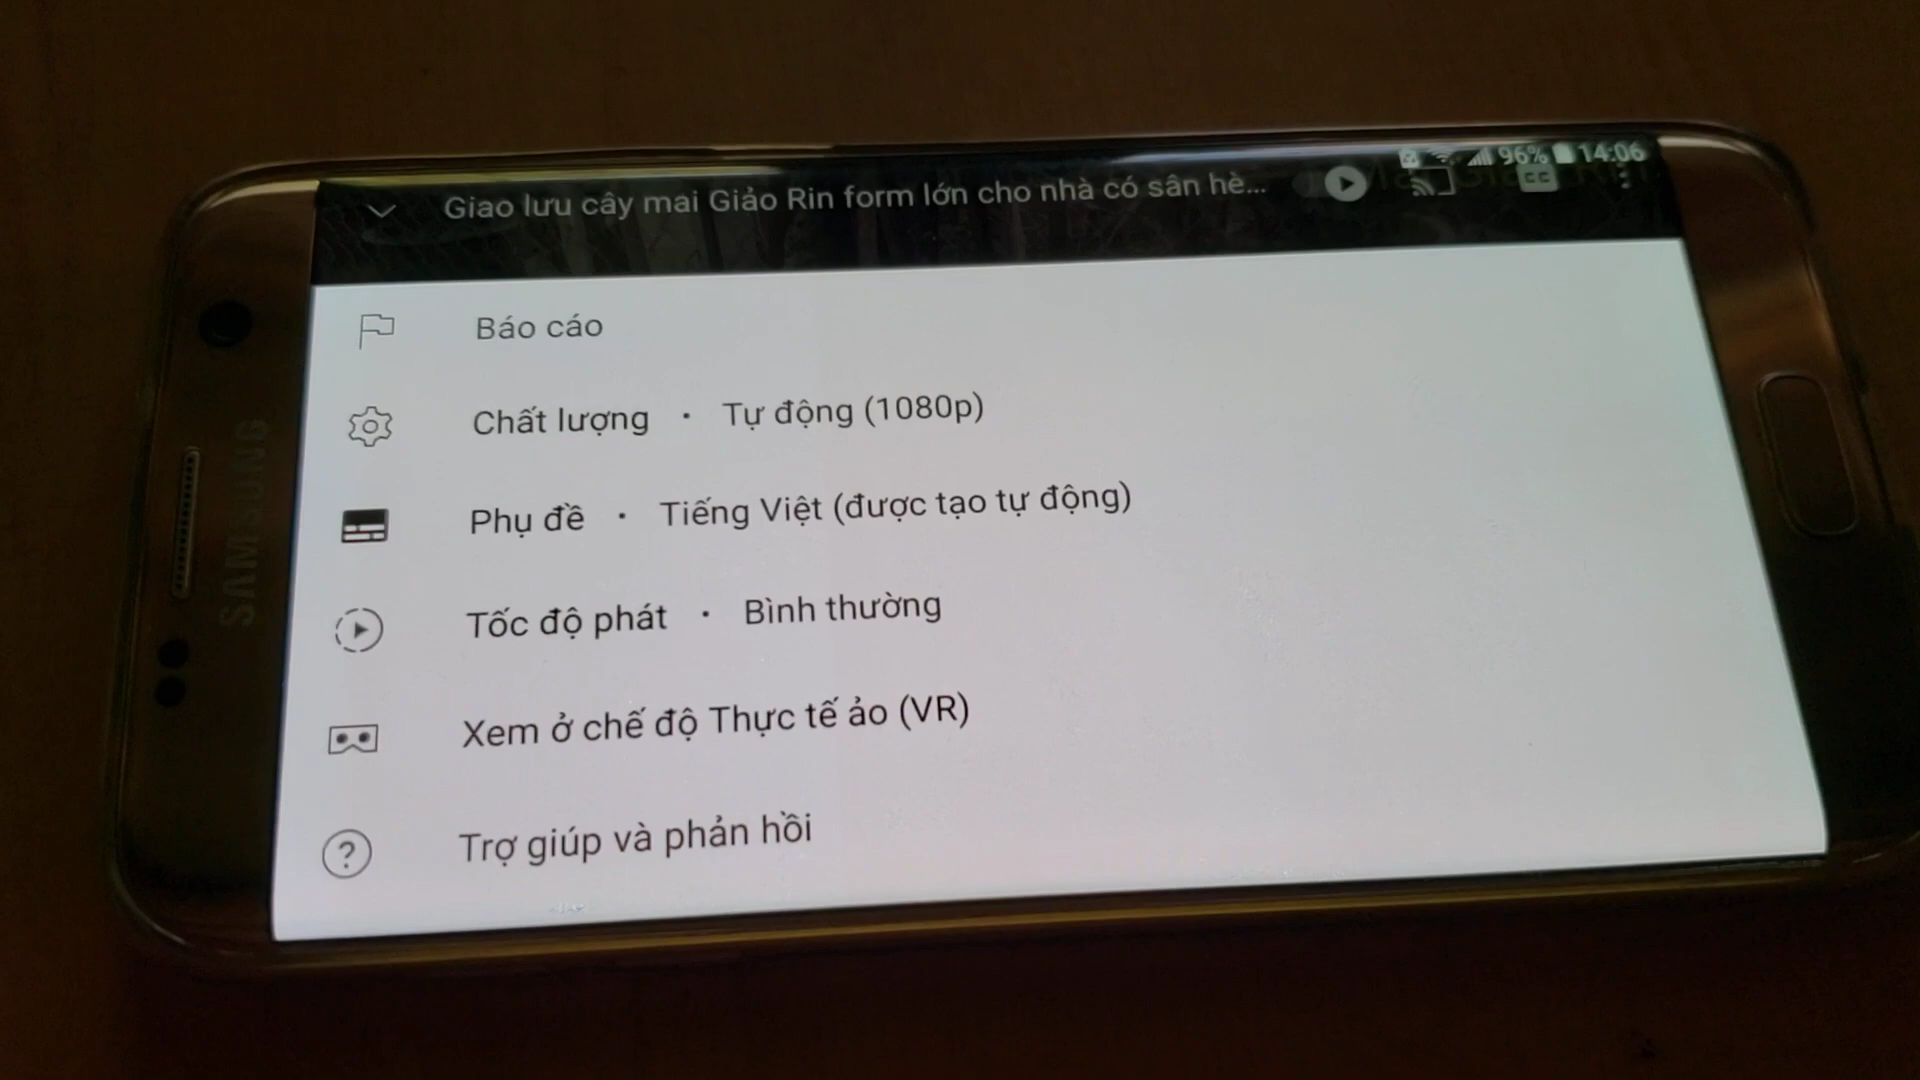 96% 14:06
Giao lưu cây mai Giảo Rin form lớn cho nhà có sân hè...
CC
Báo cáo
Chất lượng · Tự động (1080p)
Phụ đề · Tiếng Việt (được tạo tự động)
Tốc độ phát · Bình thường
Xem ở chế độ Thực tế ảo (VR)
Trợ giúp và phản hồi
SAMSUNG